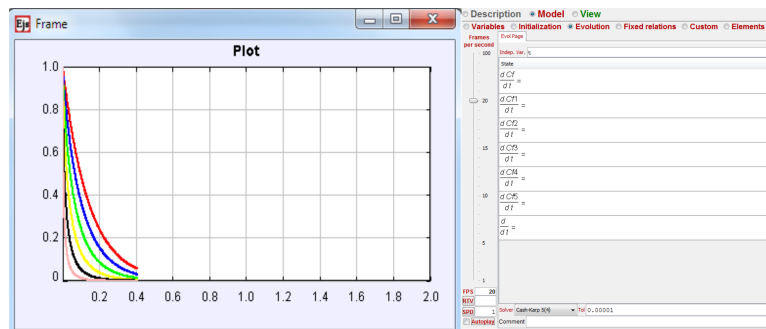 Ejs Frame
Plot
1.0
0.8
0.6
0.4
0.2
0
0.2 0.4 0.6 0.8 1.0 1.2 1.4 1.6 1.8 2.0
Description Model View
Variables Initialization Evolution Fixed relations Custom Elements
Frames
per second
100
20
15
10
5
1
FPS 20
RTV
SPD 1
Autoplay
Evol Page
Indep. Var. t
State
d Cf
d t =
d Cf1
d t =
d Cf2
d t =
d Cf3
d t =
d Cf4
d t =
d Cf5
d t =
d
d t =
Solver Cash-Karp 5(4) Tol 0.00001
Comment